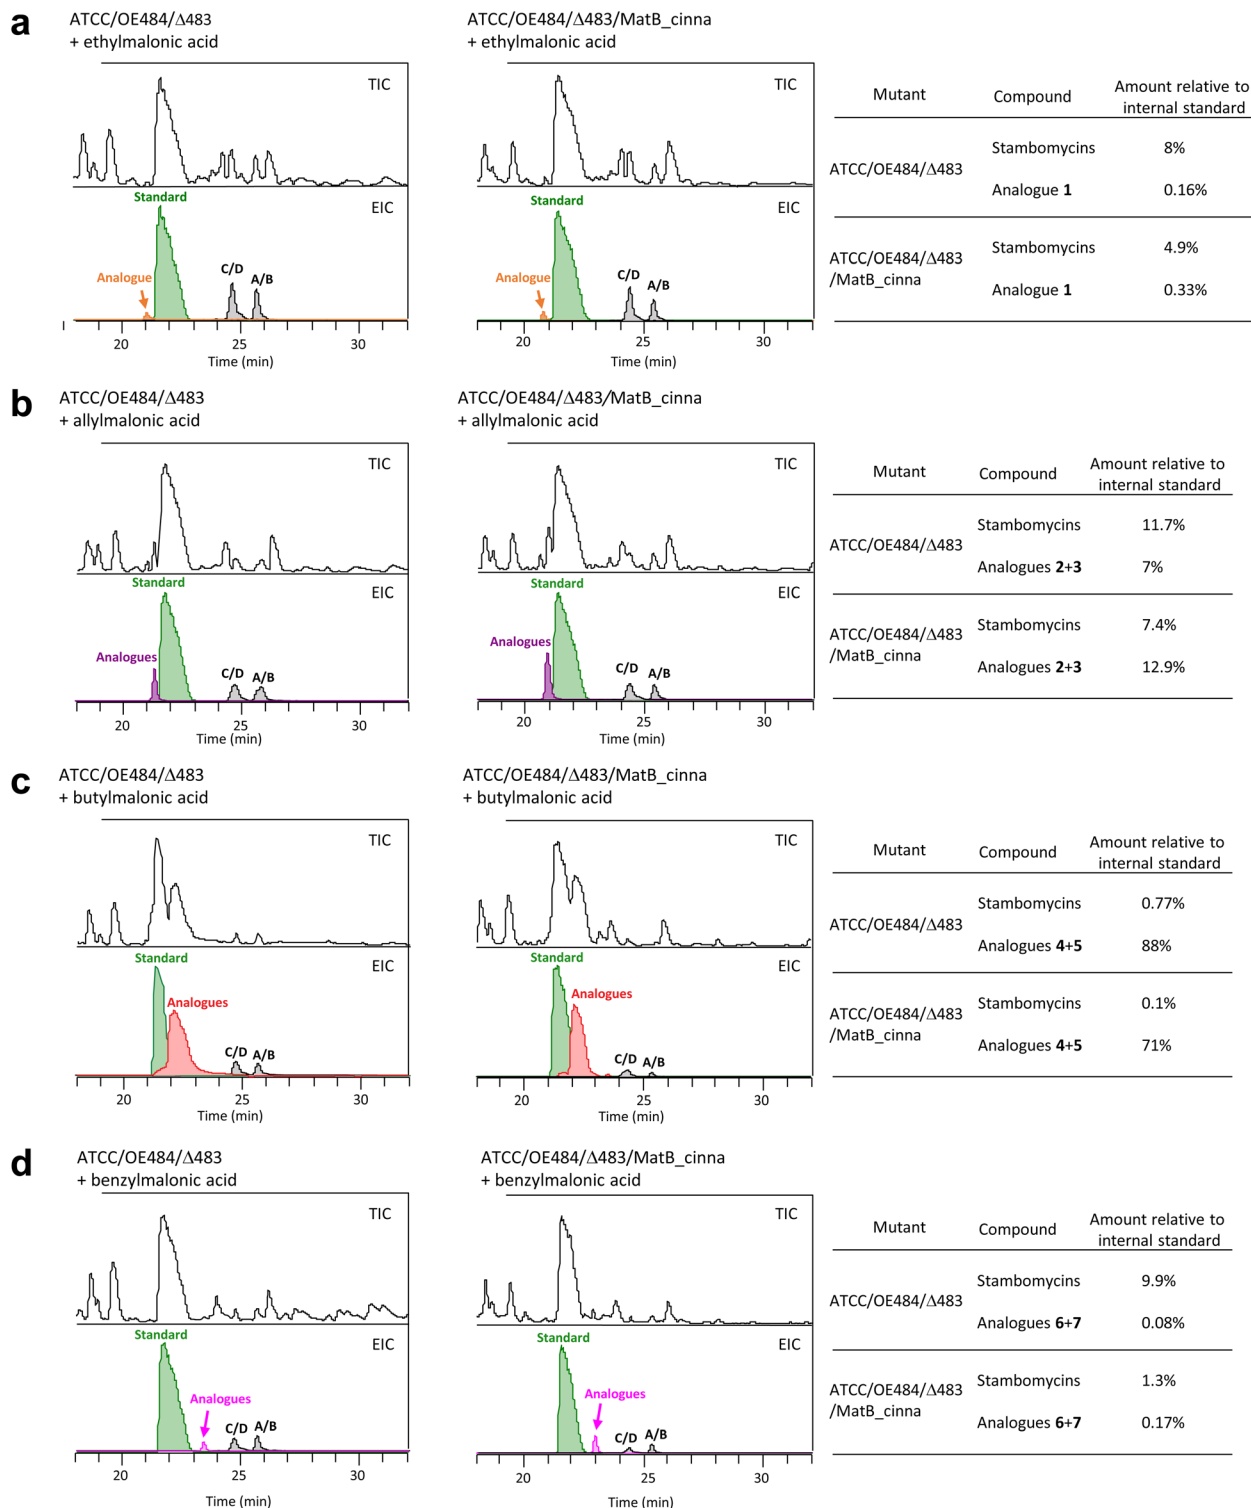 a
ATCC/OE484/Δ483
+ ethylmalonic acid
TIC
EIC
Standard
Analogue
C/D
A/B
20
25
30
Time (min)
ATCC/OE484/Δ483/MatB_cinna
+ ethylmalonic acid
TIC
EIC
Standard
Analogue
C/D
A/B
20
25
30
Time (min)
Mutant
Compound
Amount relative to
internal standard
ATCC/OE484/Δ483
Stambomycins
8%
Analogue 1
0.16%
ATCC/OE484/Δ483
/MatB_cinna
Stambomycins
4.9%
Analogue 1
0.33%
b
ATCC/OE484/Δ483
+ allylmalonic acid
TIC
EIC
Standard
Analogues
C/D
A/B
20
25
30
Time (min)
ATCC/OE484/Δ483/MatB_cinna
+ allylmalonic acid
TIC
EIC
Standard
Analogues
C/D
A/B
20
25
30
Time (min)
Mutant
Compound
Amount relative to
internal standard
ATCC/OE484/Δ483
Stambomycins
11.7%
Analogues 2+3
7%
ATCC/OE484/Δ483
/MatB_cinna
Stambomycins
7.4%
Analogues 2+3
12.9%
c
ATCC/OE484/Δ483
+ butylmalonic acid
TIC
EIC
Standard
Analogues
C/D
A/B
20
25
30
Time (min)
ATCC/OE484/Δ483/MatB_cinna
+ butylmalonic acid
TIC
EIC
Standard
Analogues
C/D
A/B
20
25
30
Time (min)
Mutant
Compound
Amount relative to
internal standard
ATCC/OE484/Δ483
Stambomycins
0.77%
Analogues 4+5
88%
ATCC/OE484/Δ483
/MatB_cinna
Stambomycins
0.1%
Analogues 4+5
71%
d
ATCC/OE484/Δ483
+ benzylmalonic acid
TIC
EIC
Standard
Analogues
C/D
A/B
20
25
30
Time (min)
ATCC/OE484/Δ483/MatB_cinna
+ benzylmalonic acid
TIC
EIC
Standard
Analogues
C/D
A/B
20
25
30
Time (min)
Mutant
Compound
Amount relative to
internal standard
ATCC/OE484/Δ483
Stambomycins
9.9%
Analogues 6+7
0.08%
ATCC/OE484/Δ483
/MatB_cinna
Stambomycins
1.3%
Analogues 6+7
0.17%